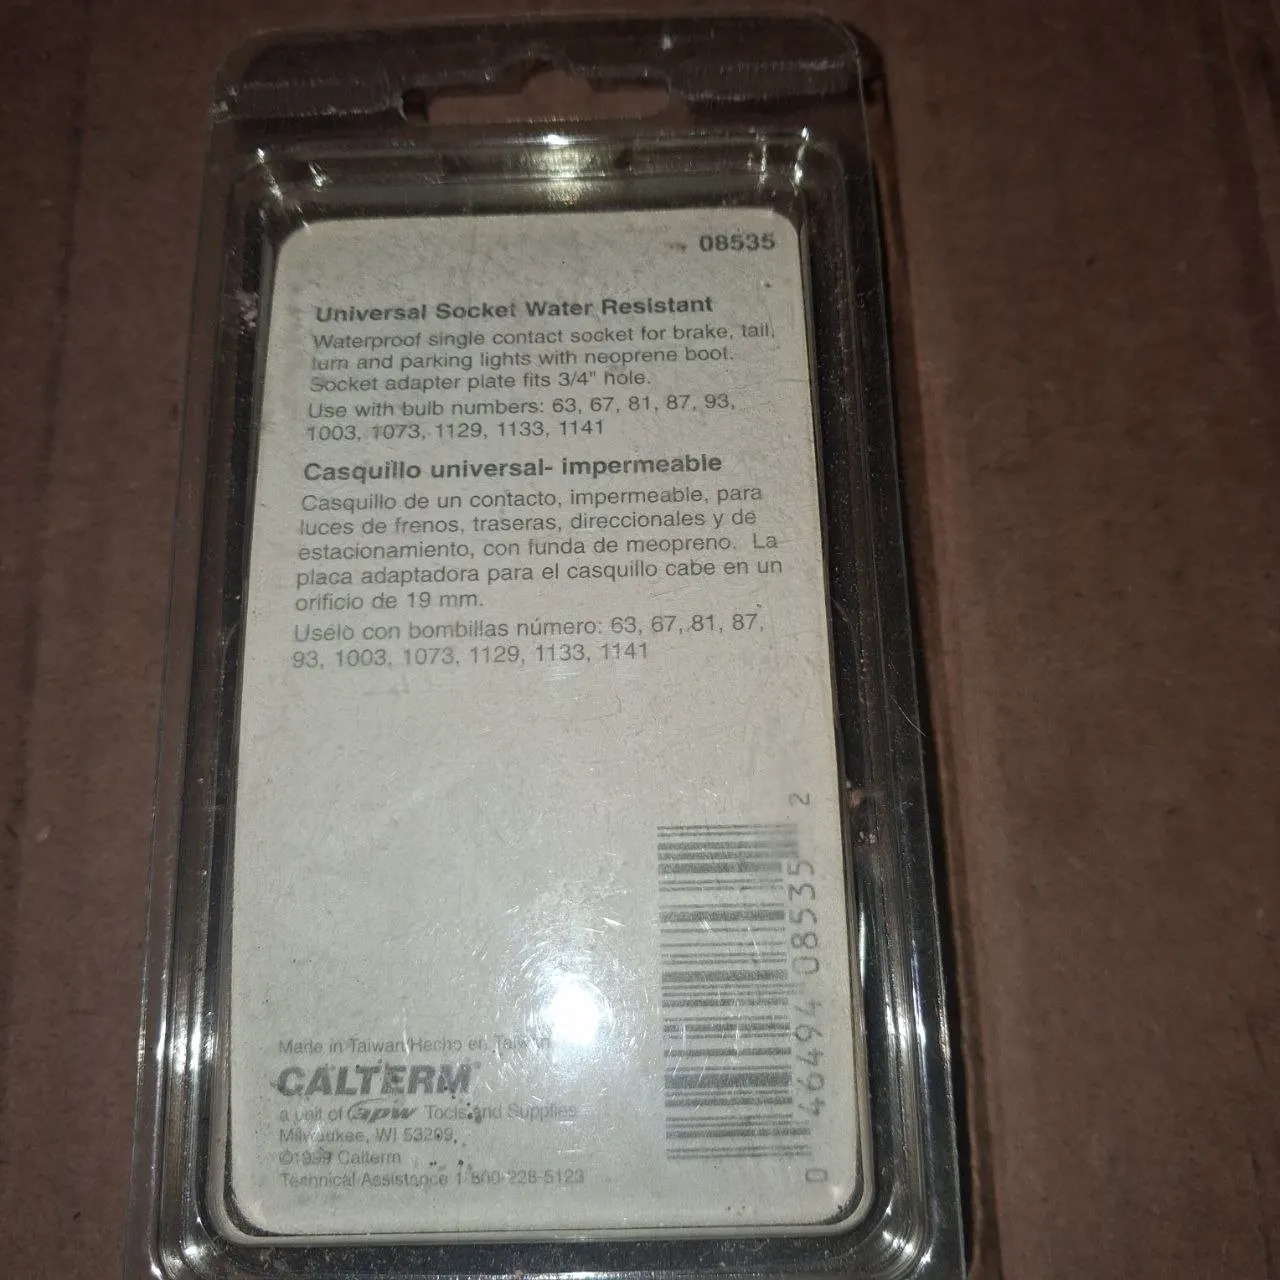 08535
Universal Socket Water Resistant
Waterproof single contact socket for brake, tail,
turn and parking lights with neoprene boot.
Socket adapter plate fits 3/4" hole.
Use with bulb numbers: 63, 67, 81, 87, 93,
1003, 1073, 1129, 1133, 1141
Casquillo universal- impermeable
Casquillo de un contacto, impermeable, para
luces de frenos, traseras, direccionales y de
estacionamiento, con funda de meopreno. La
placa adaptadora para el casquillo cabe en un
orificio de 19 mm.
Uselo con bombillas número: 63, 67, 81, 87,
93, 1003, 1073, 1129, 1133, 1141
0 46494 08535 2
Made in Taiwan/Hecho en Taiwan
CALTERM
a unit of apw Tools and Supplies
Milwaukee, WI 53209
©1999 Calterm
Technical Assistance 1-800-228-5123